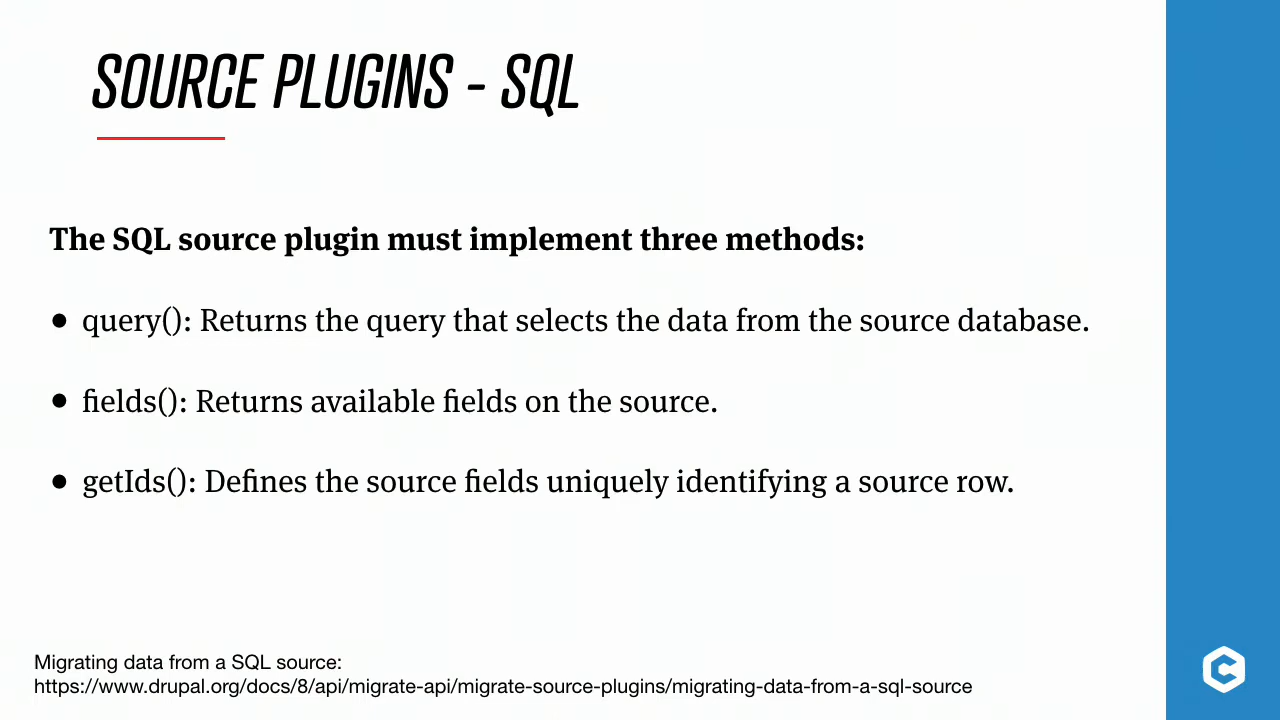 SOURCE PLUGINS - SQL
The SQL source plugin must implement three methods:
● query(): Returns the query that selects the data from the source database.
● fields(): Returns available fields on the source.
● getIds(): Defines the source fields uniquely identifying a source row.
Migrating data from a SQL source:
https://www.drupal.org/docs/8/api/migrate-api/migrate-source-plugins/migrating-data-from-a-sql-source